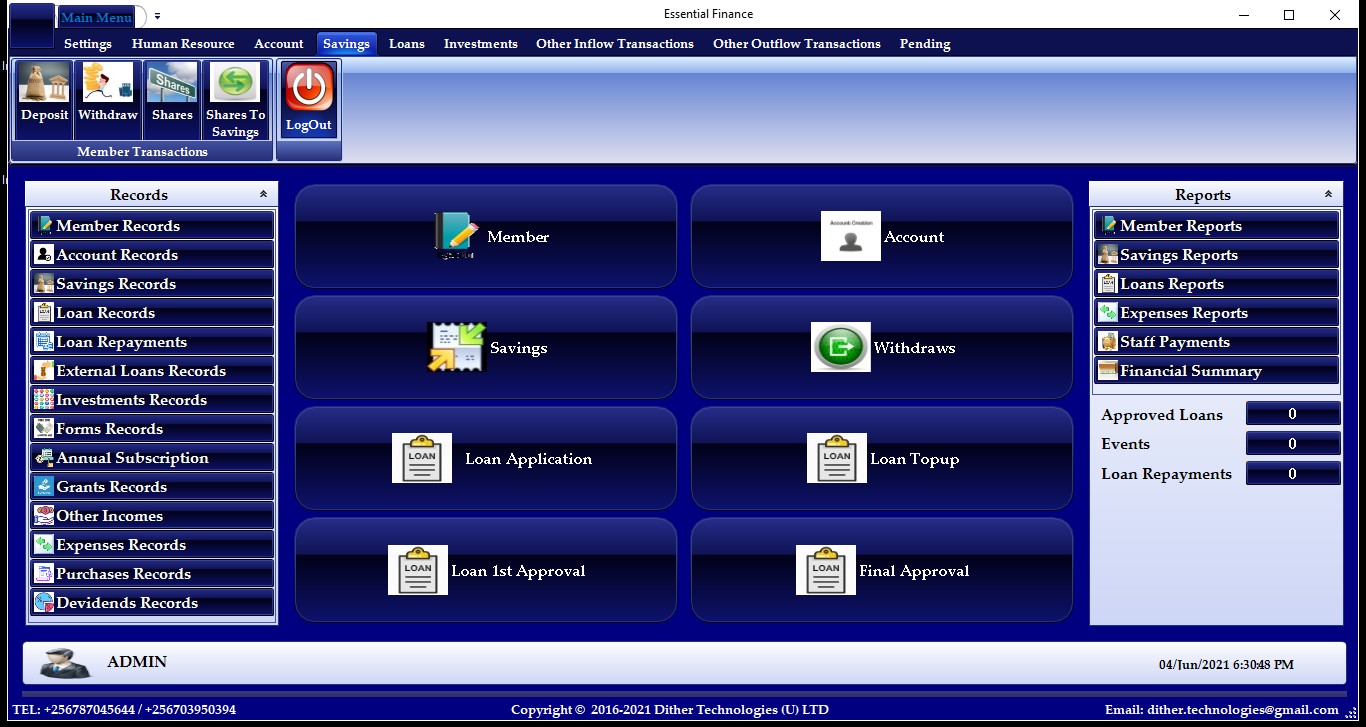 Essential Finance
Main Menu
Settings Human Resource Account Savings Loans Investments Other Inflow Transactions Other Outflow Transactions Pending
Shares
Deposit Withdraw Shares Shares To Savings LogOut
Member Transactions
Records
Member Records
Account Records
Savings Records
Loan Records
Loan Repayments
External Loans Records
Investments Records
Forms Records
Annual Subscription
Grants Records
Other Incomes
Expenses Records
Purchases Records
Devidends Records
Member
Account Creation
Account
Savings
Withdraws
LOAN
Loan Application
LOAN
Loan Topup
LOAN
Loan 1st Approval
LOAN
Final Approval
Reports
Member Reports
Savings Reports
Loans Reports
Expenses Reports
Staff Payments
Financial Summary
Approved Loans 0
Events 0
Loan Repayments 0
ADMIN
04/Jun/2021 6:30:48 PM
TEL: +256787045644 / +256703950394
Copyright © 2016-2021 Dither Technologies (U) LTD
Email: dither.technologies@gmail.com